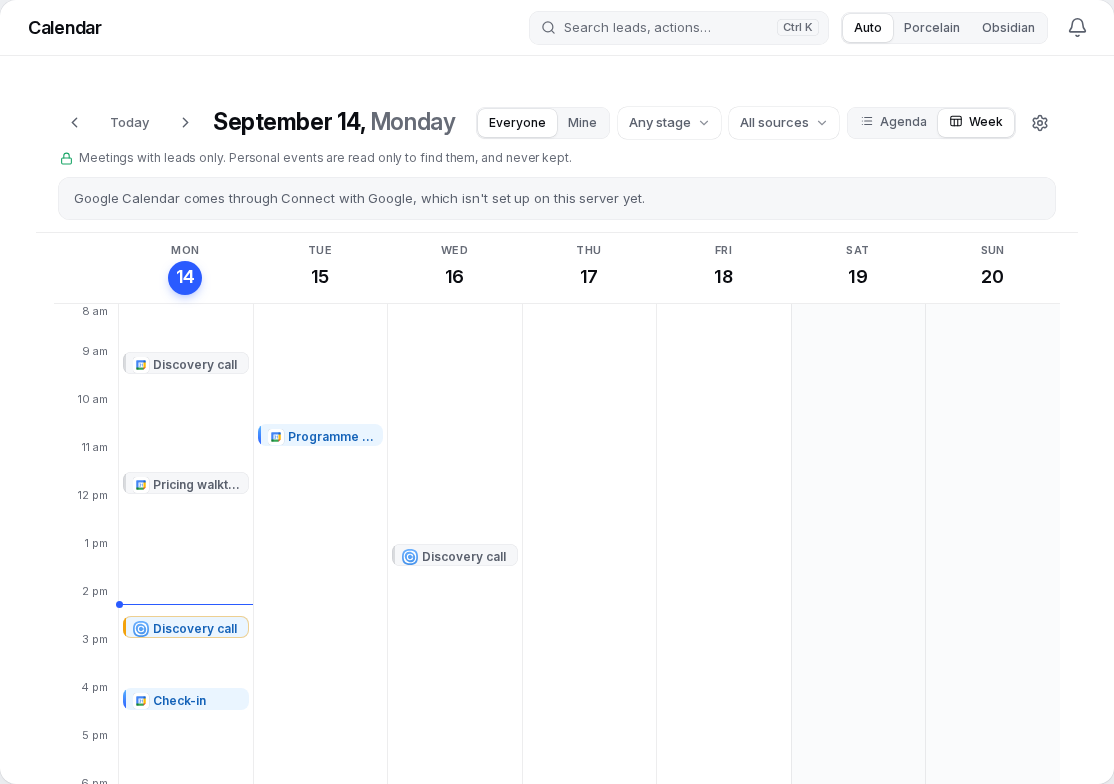 Calendar
Search leads, actions… Ctrl K
Auto Porcelain Obsidian
Today
September 14, Monday
Everyone Mine
Any stage
All sources
Agenda Week
Meetings with leads only. Personal events are read only to find them, and never kept.
Google Calendar comes through Connect with Google, which isn't set up on this server yet.
MON TUE WED THU FRI SAT SUN
14 15 16 17 18 19 20
8 am
9 am
Discovery call
10 am
Programme ...
11 am
Pricing walkt...
12 pm
1 pm
Discovery call
2 pm
Discovery call
3 pm
4 pm
Check-in
5 pm
6 pm